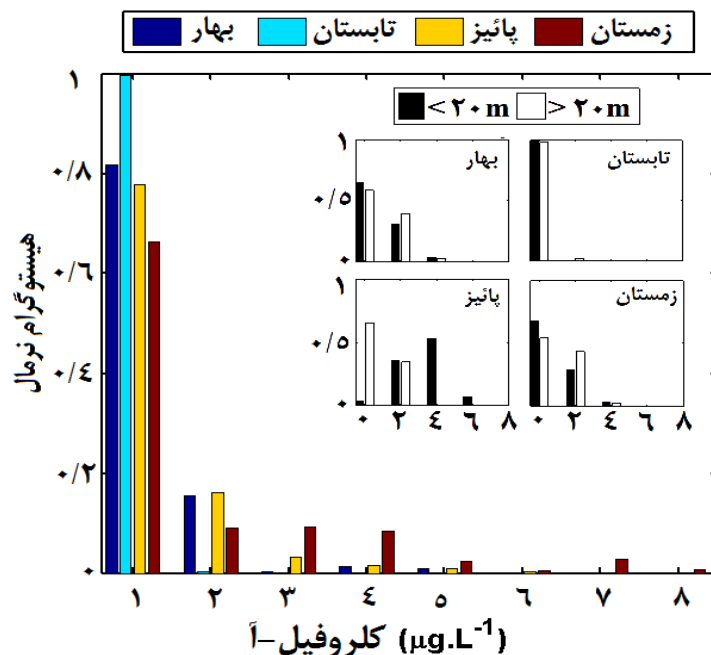 بهار تابستان پائیز زمستان
۱
۰/۸
۰/۶
۰/۴
۰/۲
۰
هیستوگرام نرمال
< ۲۰m > ۲۰m
۱
۰/۵
۰
بهار
تابستان
۱
۰/۵
۰
پائیز
زمستان
۰ ۲ ٤ ٦ ۸
۰ ۲ ٤ ٦ ۸
۱ ۲ ۳ ٤ ٥ ٦ ۷ ۸
کلروفیل-آ (µg.L-1)